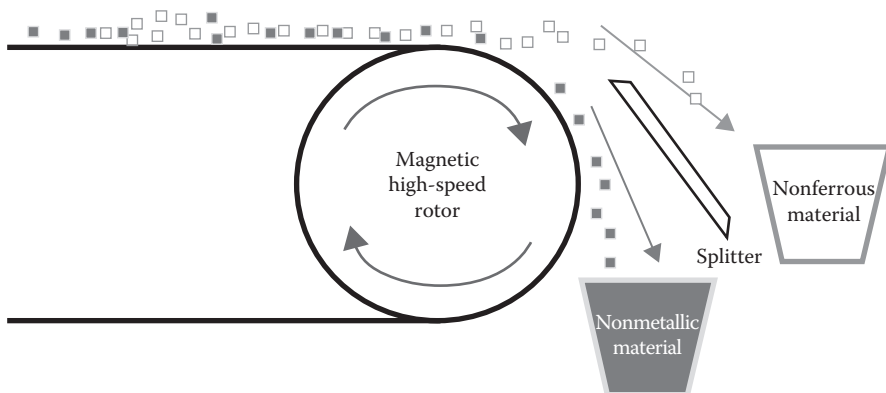 Magnetic
high-speed
rotor
Nonferrous
material
Splitter
Nonmetallic
material